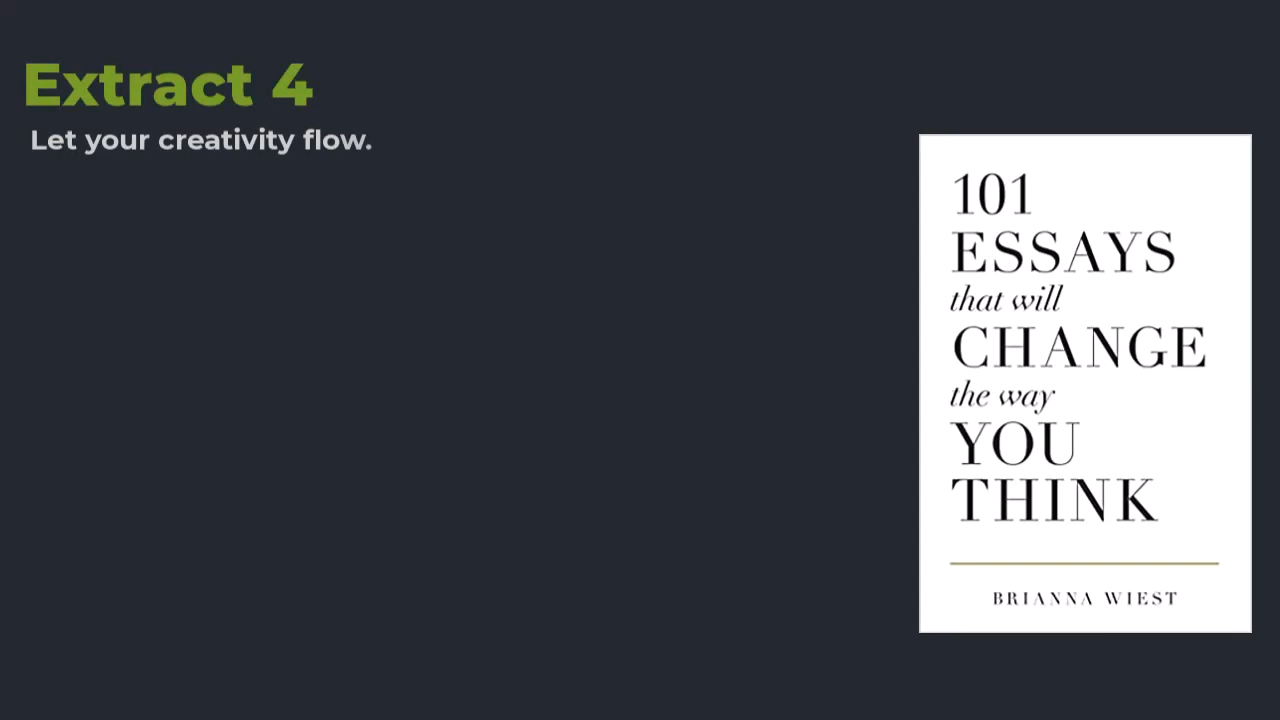 Extract 4
Let your creativity flow.
101
ESSAYS
that will
CHANGE
the way
YOU
THINK
BRIANNA WIEST